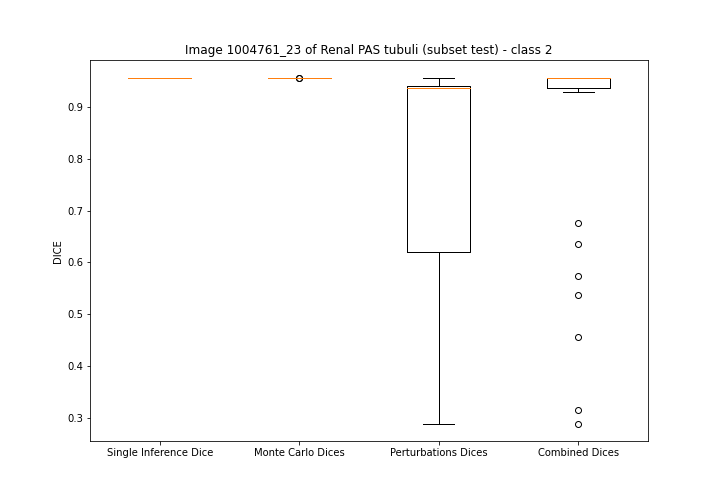 Image 1004761_23 of Renal PAS tubuli (subset test) - class 2
DICE
0.9
0.8
0.7
0.6
0.5
0.4
0.3
Single Inference Dice
Monte Carlo Dices
Perturbations Dices
Combined Dices